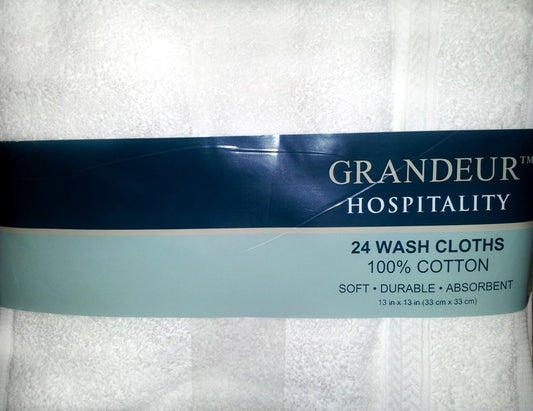 GRANDEUR™
HOSPITALITY
24 WASH CLOTHS
100% COTTON
SOFT • DURABLE • ABSORBENT
13 in x 13 in (33 cm x 33 cm)